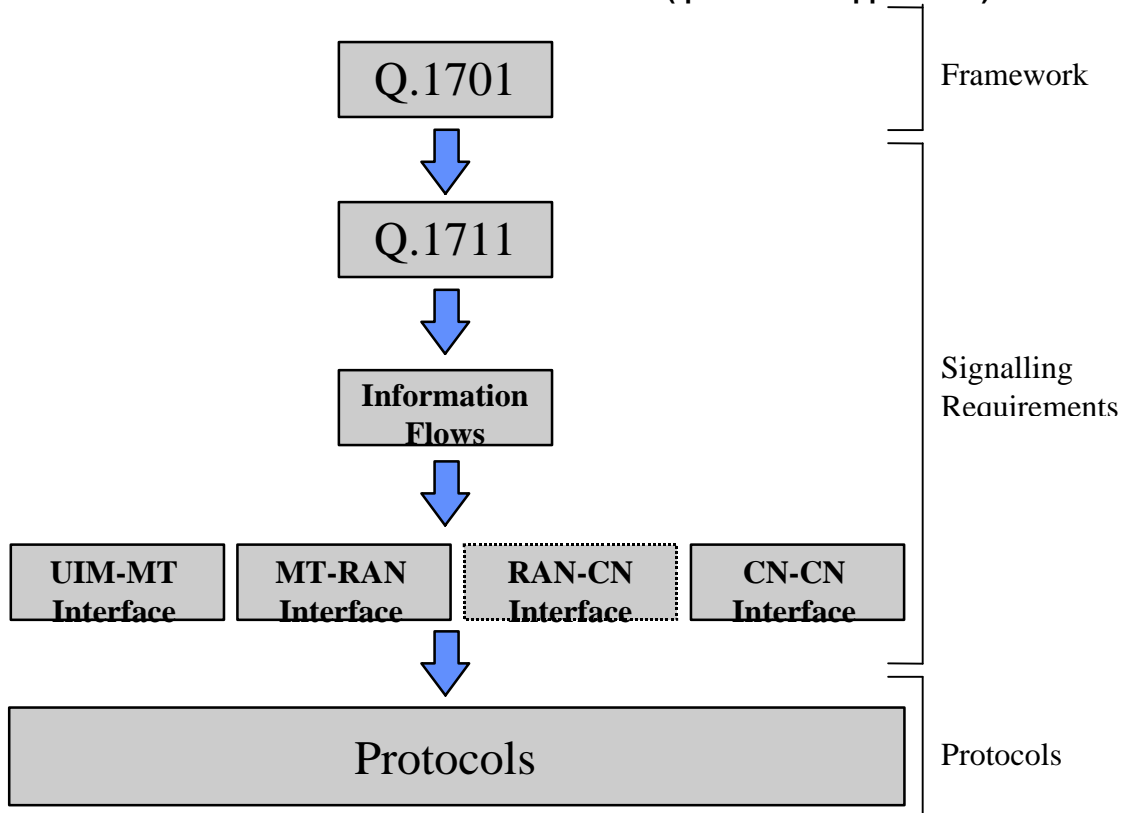 Q.1701
Framework
Q.1711
Information
Flows
Signalling
Requirements
UIM-MT
Interface
MT-RAN
Interface
RAN-CN
Interface
CN-CN
Interface
Protocols
Protocols